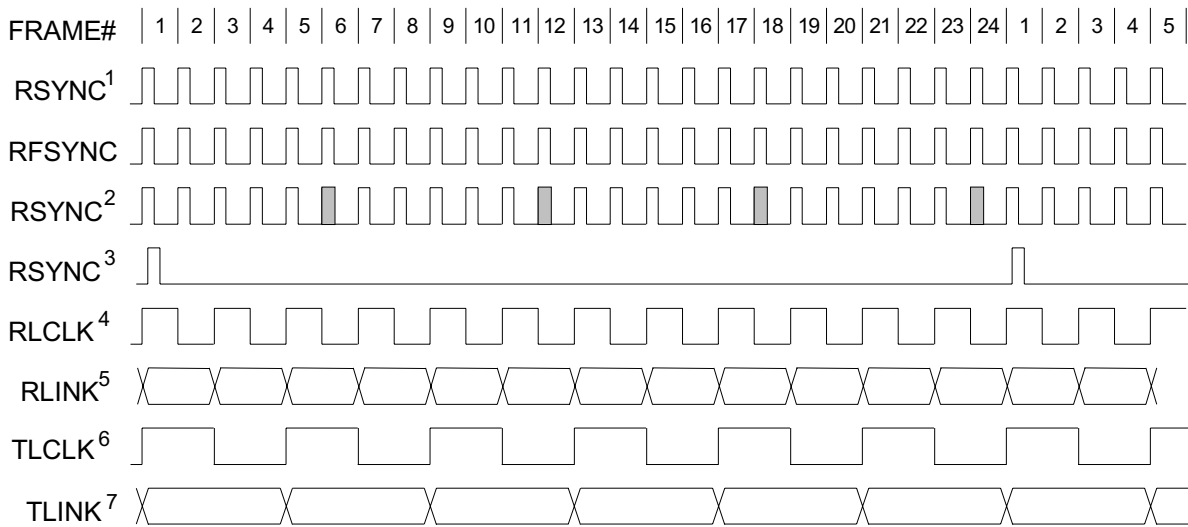 FRAME# 1 2 3 4 5 6 7 8 9 10 11 12 13 14 15 16 17 18 19 20 21 22 23 24 1 2 3 4 5
RSYNC¹
RFSYNC
RSYNC²
RSYNC³
RLCLK⁴
RLINK⁵
TLCLK⁶
TLINK⁷